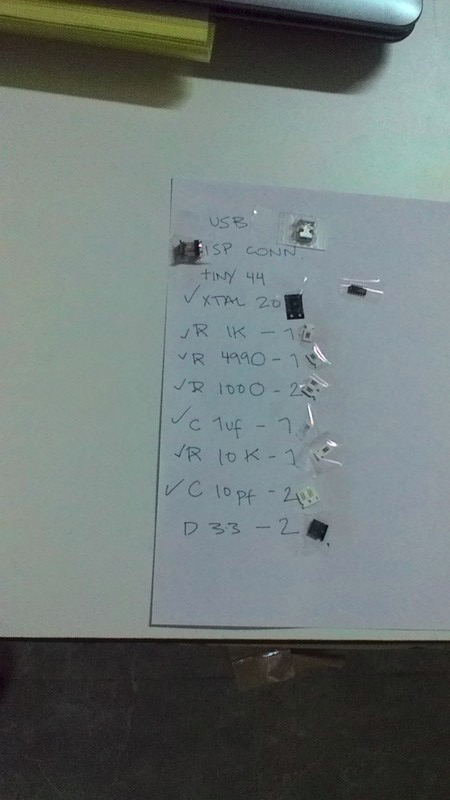 USB
ISP CONN
tiny 44
✓ XTAL 20
✓ R 1K - 1
✓ R 4990 - 1
✓ R 1000 - 2
✓ C 1uf - 1
✓ R 10K - 1
✓ C 10pf - 2
D 33 - 2